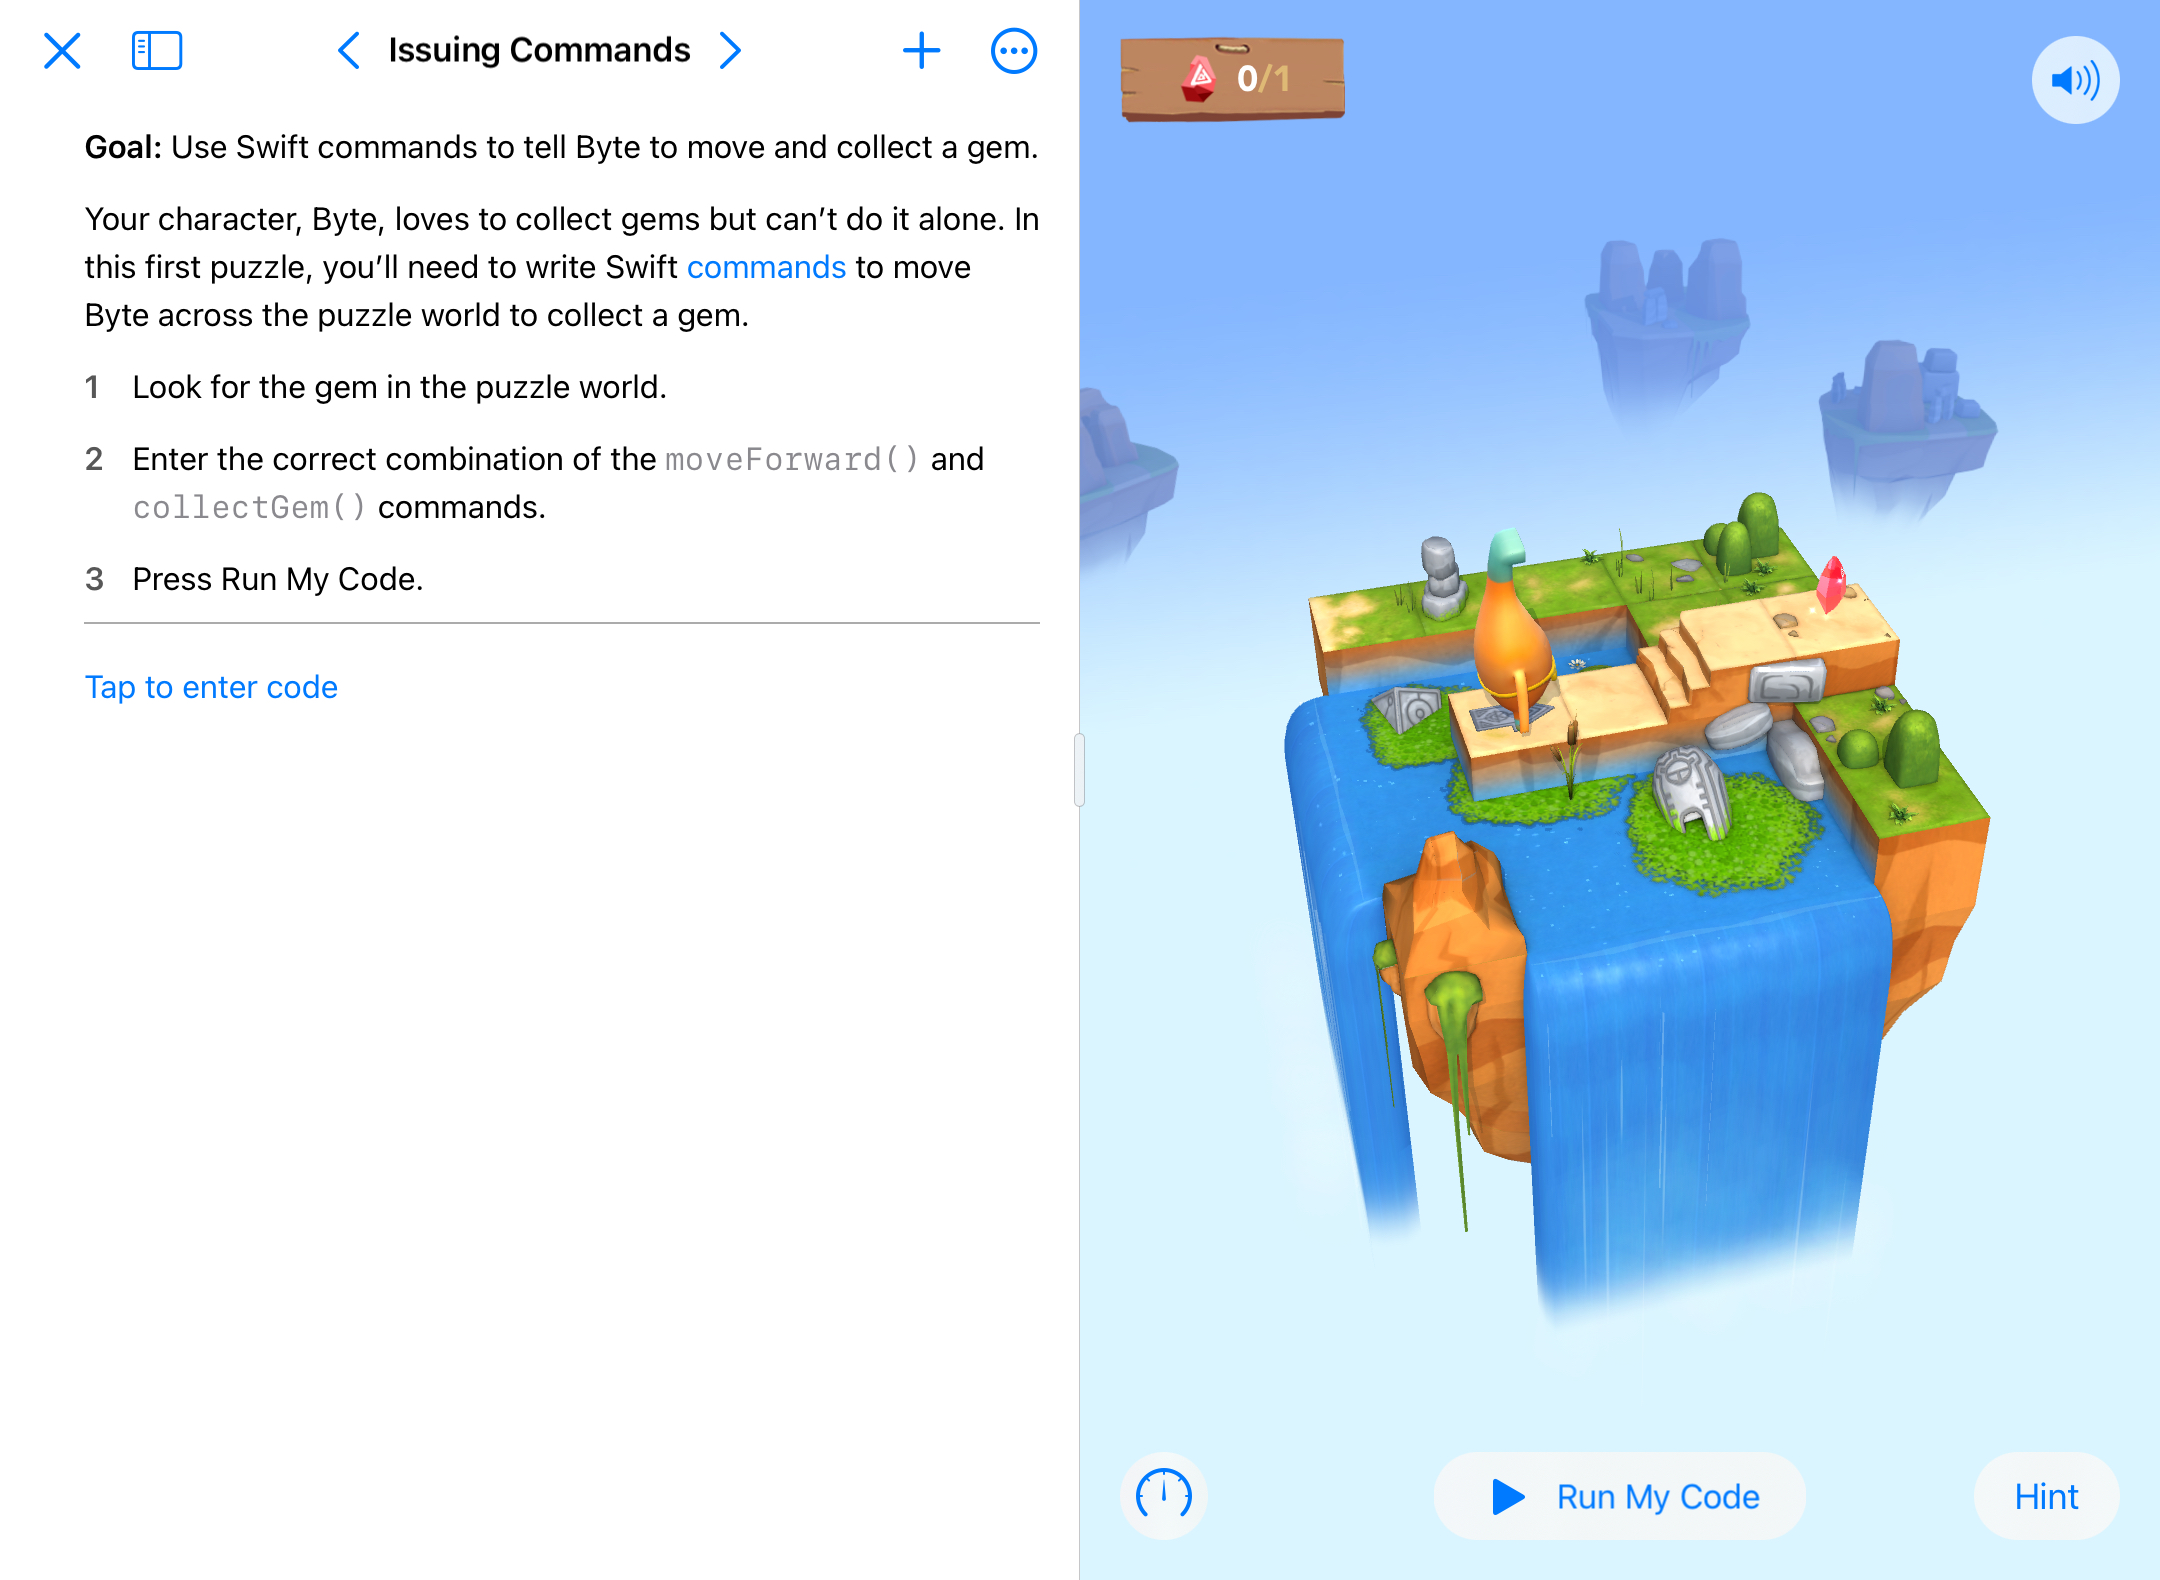 Issuing Commands
Goal: Use Swift commands to tell Byte to move and collect a gem.
Your character, Byte, loves to collect gems but can’t do it alone. In
this first puzzle, you’ll need to write Swift commands to move
Byte across the puzzle world to collect a gem.
1 Look for the gem in the puzzle world.
2 Enter the correct combination of the moveForward() and
collectGem() commands.
3 Press Run My Code.
Tap to enter code
0/1
Run My Code
Hint